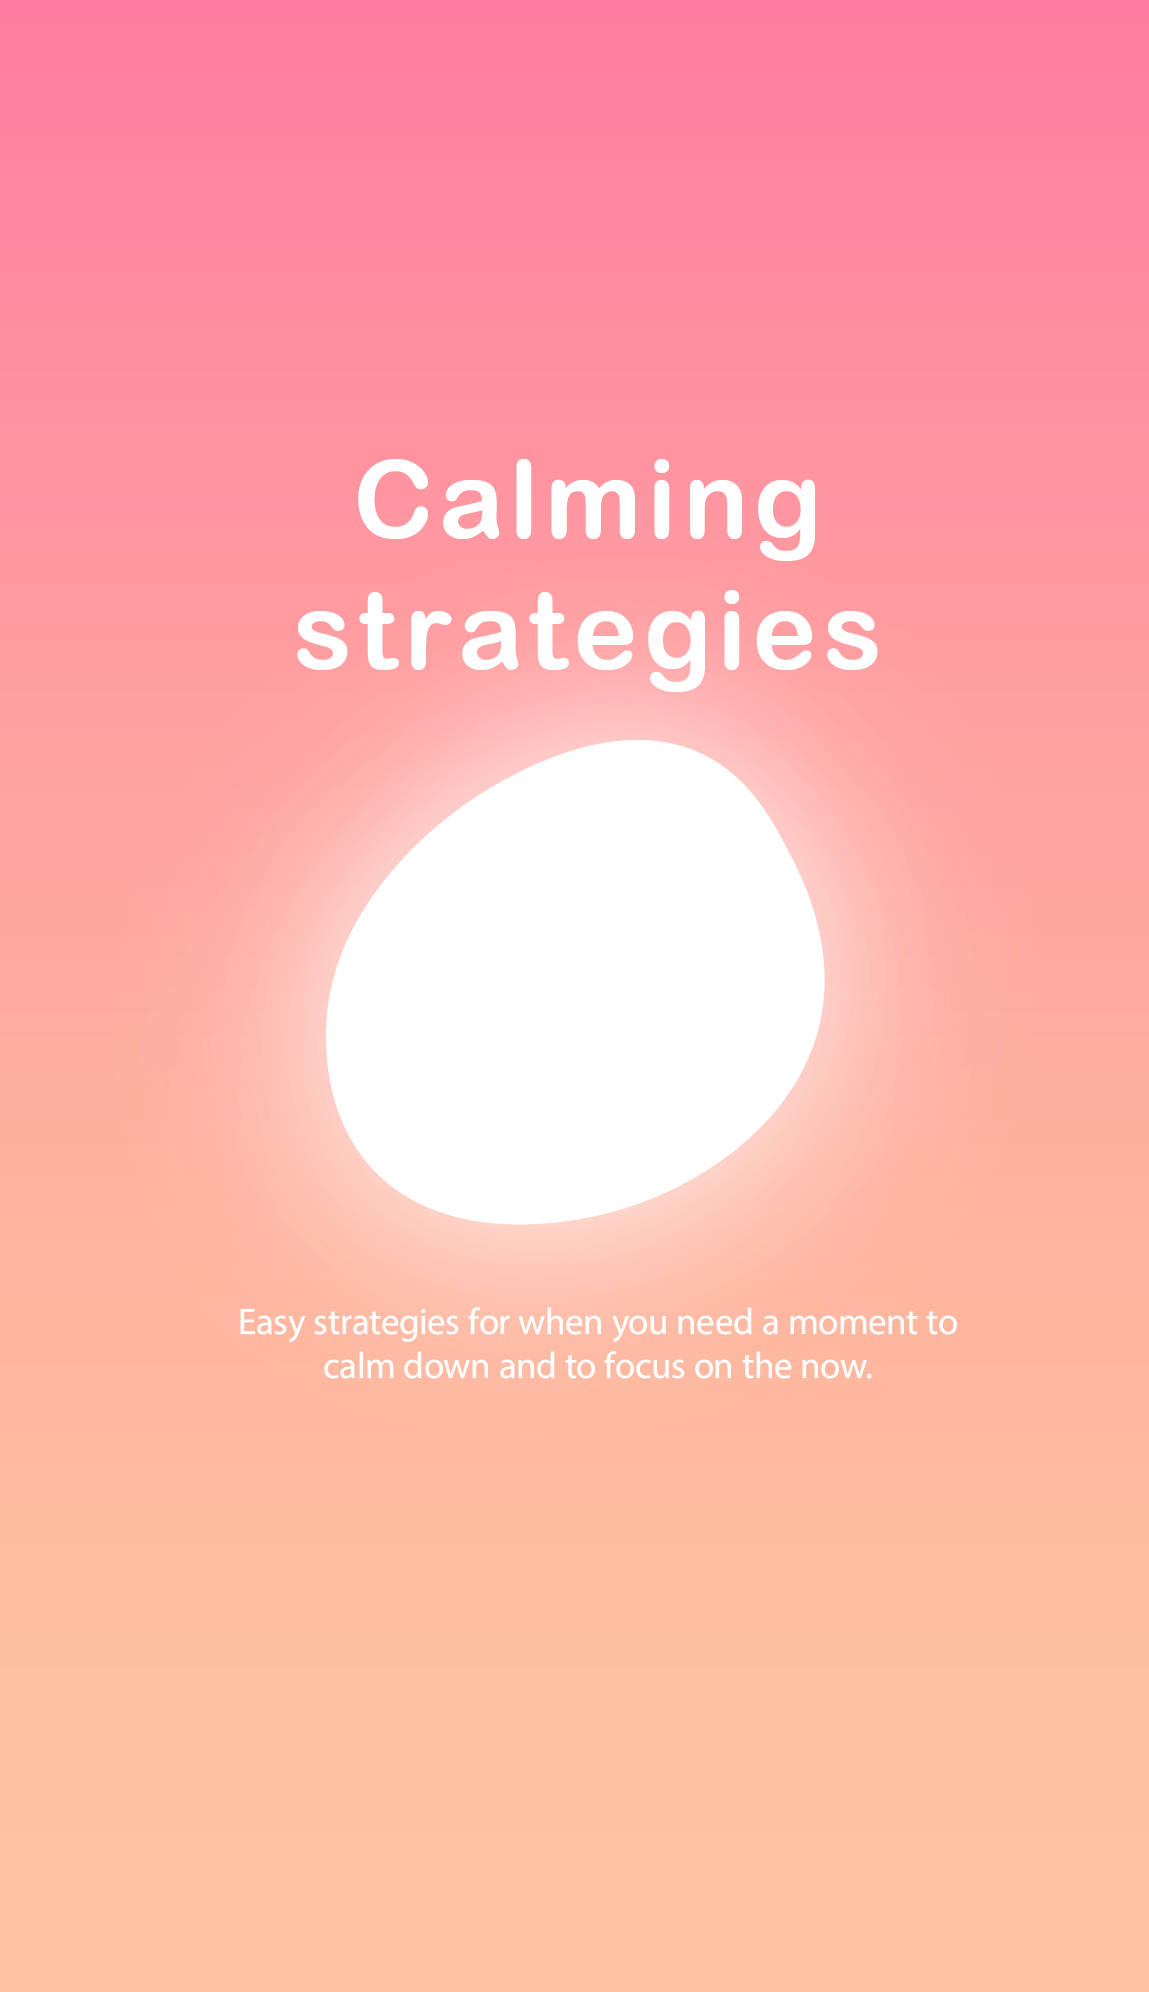 Calming
strategies
Easy strategies for when you need a moment to
calm down and to focus on the now.